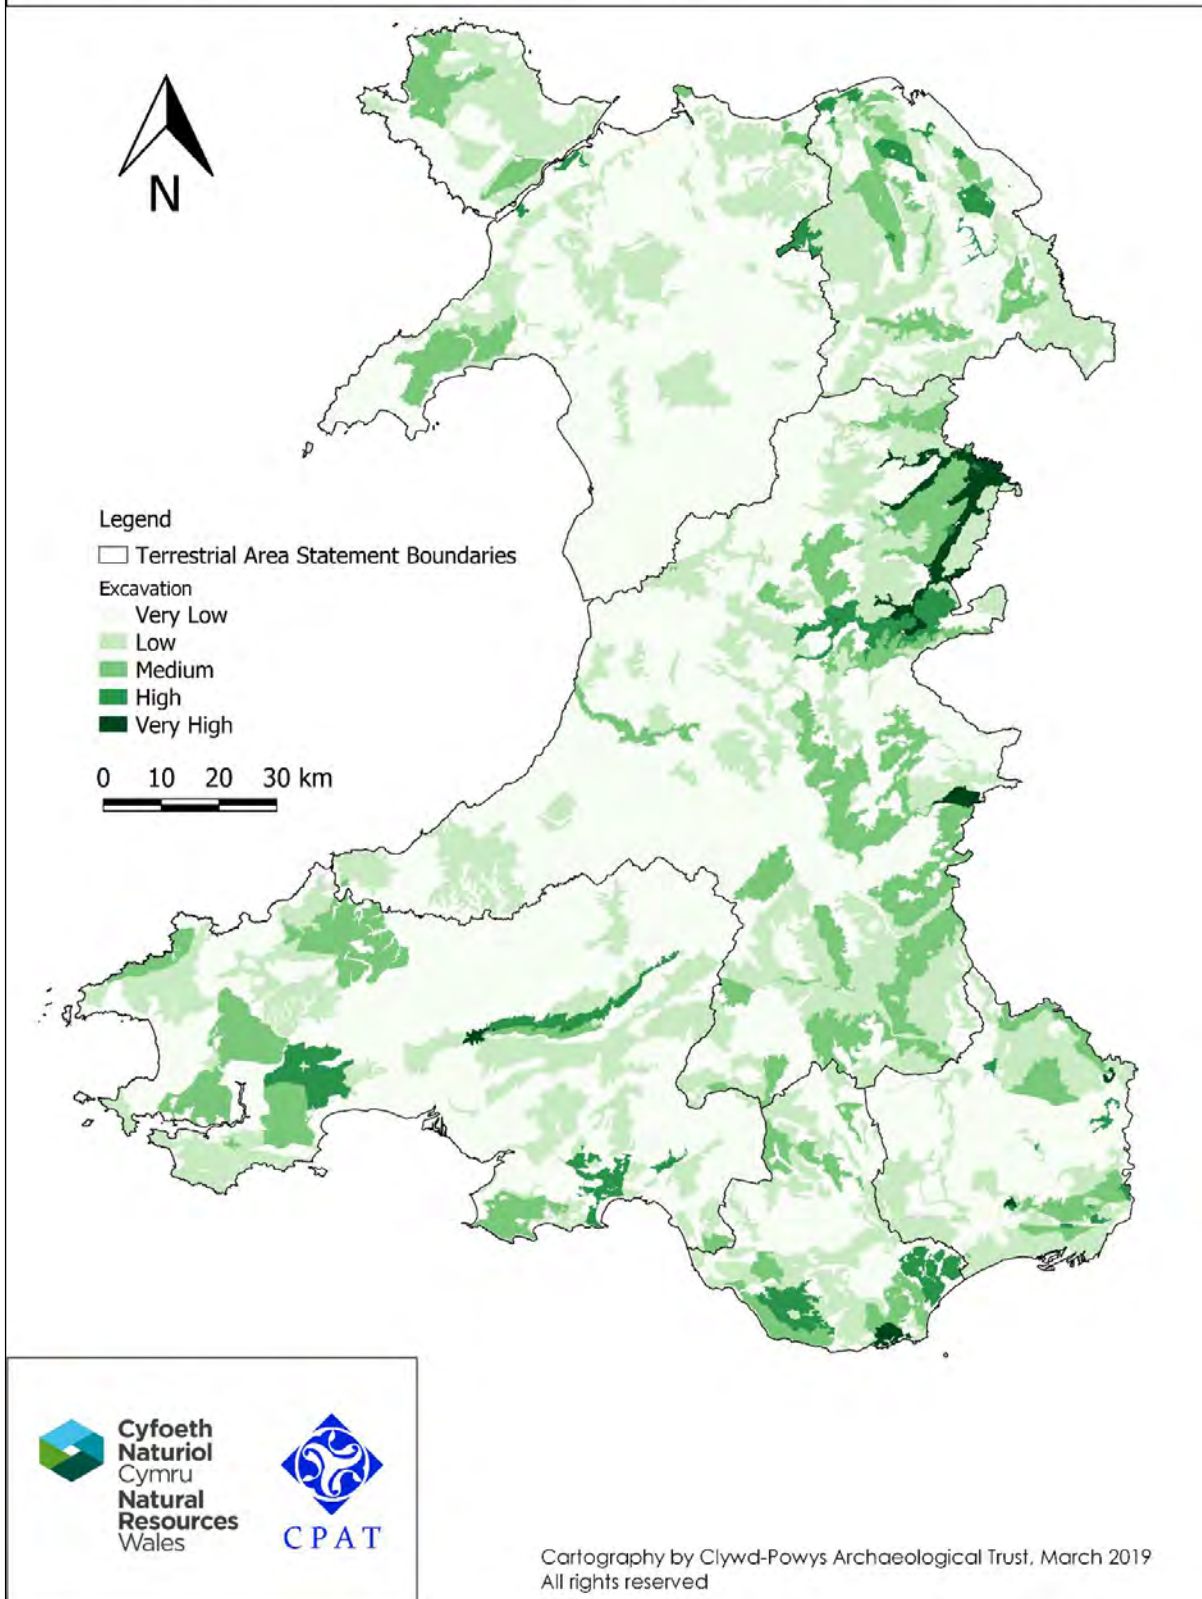 N
Legend
Terrestrial Area Statement Boundaries
Excavation
Very Low
Low
Medium
High
Very High
0 10 20 30 km
Cyfoeth
Naturiol
Cymru
Natural
Resources
Wales
CPAT
Cartography by Clywd-Powys Archaeological Trust, March 2019
All rights reserved